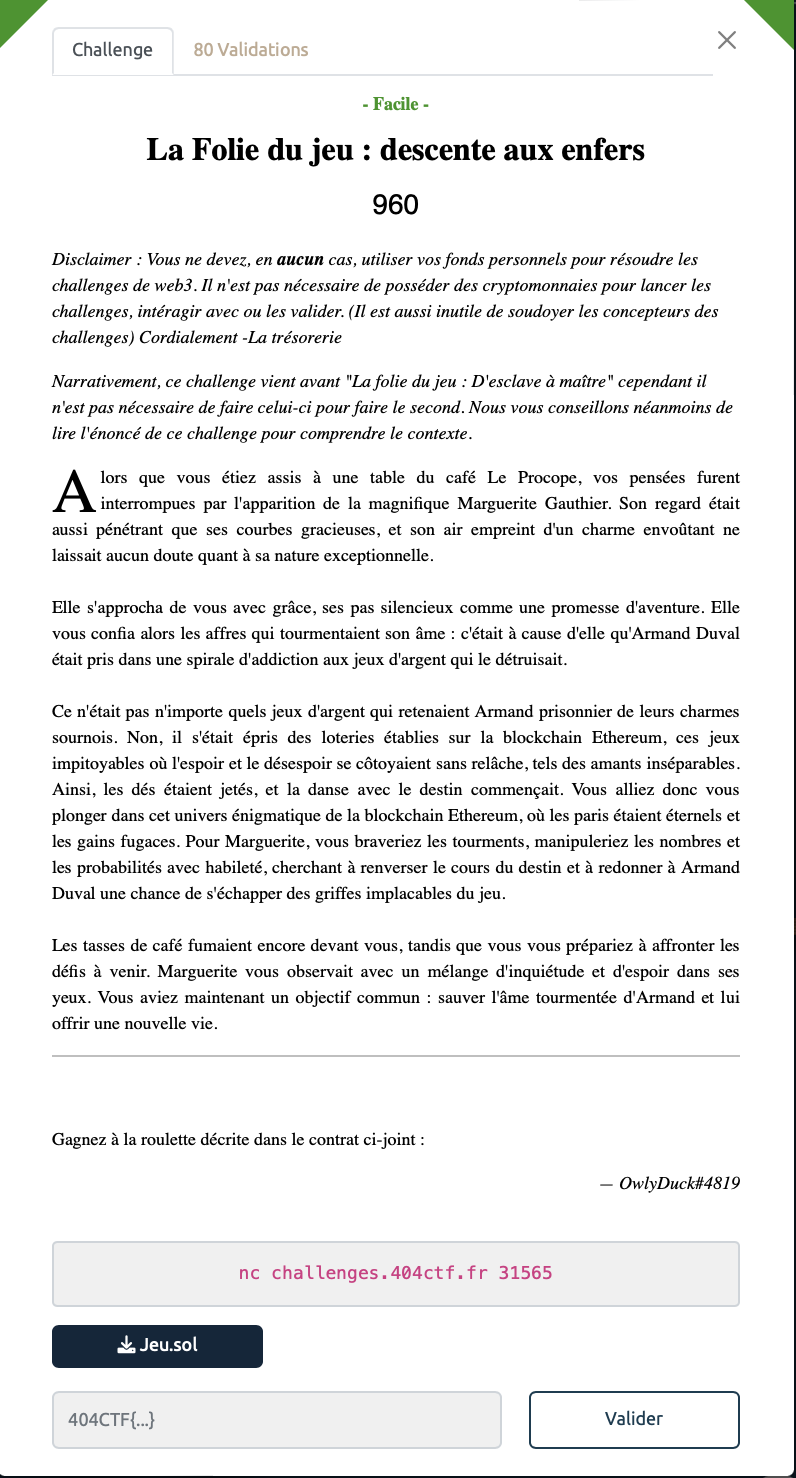 Challenge
80 Validations
- Facile -
La Folie du jeu : descente aux enfers
960
Disclaimer : Vous ne devez, en aucun cas, utiliser vos fonds personnels pour résoudre les
challenges de web3. Il n'est pas nécessaire de posséder des cryptomonnaies pour lancer les
challenges, intéragir avec ou les valider. (Il est aussi inutile de soudoyer les concepteurs des
challenges) Cordialement -La trésorerie
Narrativement, ce challenge vient avant "La folie du jeu : D'esclave à maître" cependant il
n'est pas nécessaire de faire celui-ci pour faire le second. Nous vous conseillons néanmoins de
lire l'énoncé de ce challenge pour comprendre le contexte.
Alors que vous étiez assis à une table du café Le Procope, vos pensées furent
interrompues par l'apparition de la magnifique Marguerite Gauthier. Son regard était
aussi pénétrant que ses courbes gracieuses, et son air empreint d'un charme envoûtant ne
laissait aucun doute quant à sa nature exceptionnelle.
Elle s'approcha de vous avec grâce, ses pas silencieux comme une promesse d'aventure. Elle
vous confia alors les affres qui tourmentaient son âme : c'était à cause d'elle qu'Armand Duval
était pris dans une spirale d'addiction aux jeux d'argent qui le détruisait.
Ce n'était pas n'importe quels jeux d'argent qui retenaient Armand prisonnier de leurs charmes
sournois. Non, il s'était épris des loteries établies sur la blockchain Ethereum, ces jeux
impitoyables où l'espoir et le désespoir se côtoyaient sans relâche, tels des amants inséparables.
Ainsi, les dés étaient jetés, et la danse avec le destin commençait. Vous alliez donc vous
plonger dans cet univers énigmatique de la blockchain Ethereum, où les paris étaient éternels et
les gains fugaces. Pour Marguerite, vous braveriez les tourments, manipuleriez les nombres et
les probabilités avec habileté, cherchant à renverser le cours du destin et à redonner à Armand
Duval une chance de s'échapper des griffes implacables du jeu.
Les tasses de café fumaient encore devant vous, tandis que vous vous prépariez à affronter les
défis à venir. Marguerite vous observait avec un mélange d'inquiétude et d'espoir dans ses
yeux. Vous aviez maintenant un objectif commun : sauver l'âme tourmentée d'Armand et lui
offrir une nouvelle vie.
Gagnez à la roulette décrite dans le contrat ci-joint :
— OwlyDuck#4819
nc challenges.404ctf.fr 31565
Jeu.sol
404CTF{...}
Valider